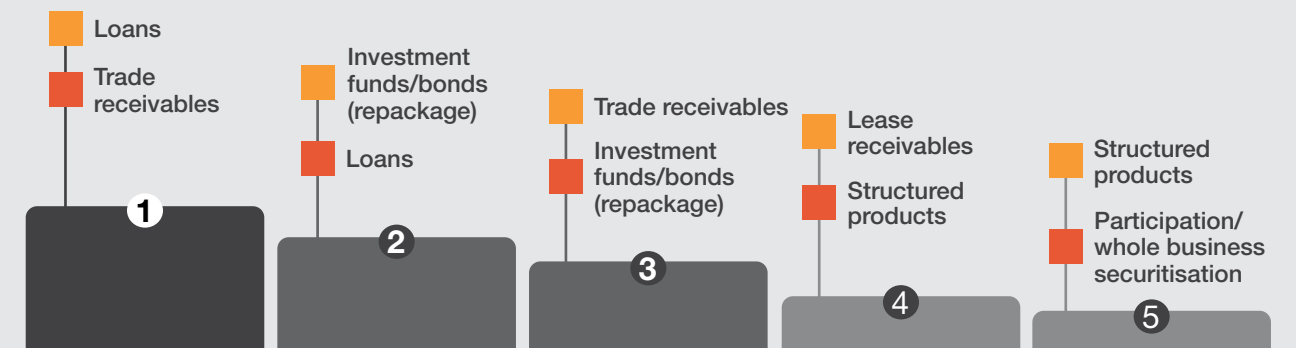 Loans
Trade
receivables
1
Investment
funds/bonds
(repackage)
Loans
2
Trade receivables
Investment
funds/bonds
(repackage)
3
Lease
receivables
Structured
products
4
Structured
products
Participation/
whole business
securitisation
5